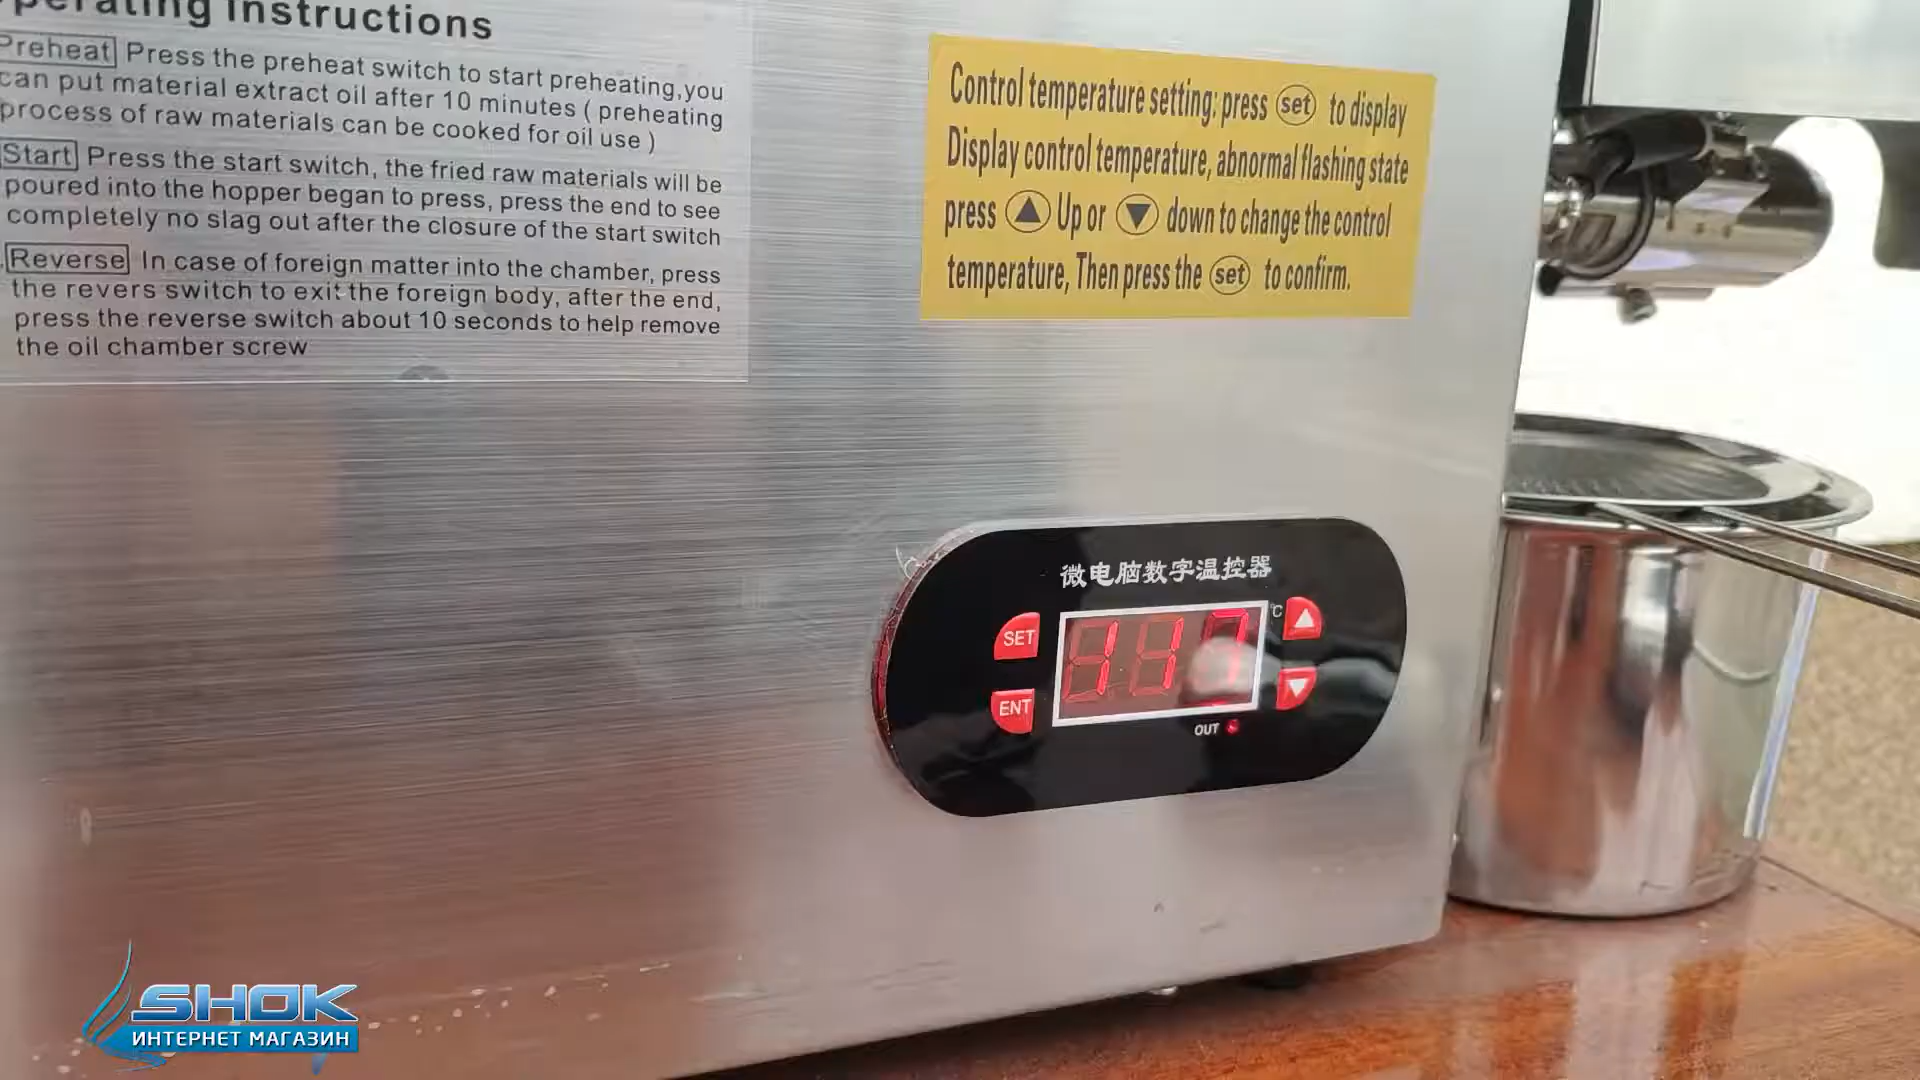 perating Instructions
Preheat Press the preheat switch to start preheating,you
can put material extract oil after 10 minutes ( preheating
process of raw materials can be cooked for oil use )
Start Press the start switch, the fried raw materials will be
poured into the hopper began to press, press the end to see
completely no slag out after the closure of the start switch
Reverse In case of foreign matter into the chamber, press
the revers switch to exit the foreign body, after the end,
press the reverse switch about 10 seconds to help remove
the oil chamber screw
Control temperature setting: press set to display
Display control temperature, abnormal flashing state
press ▲ Up or ▼ down to change the control
temperature, Then press the set to confirm.
微电脑数字温控器
SET
117 ℃
▲
ENT
▼
OUT
SHOK
ИНТЕРНЕТ МАГАЗИН